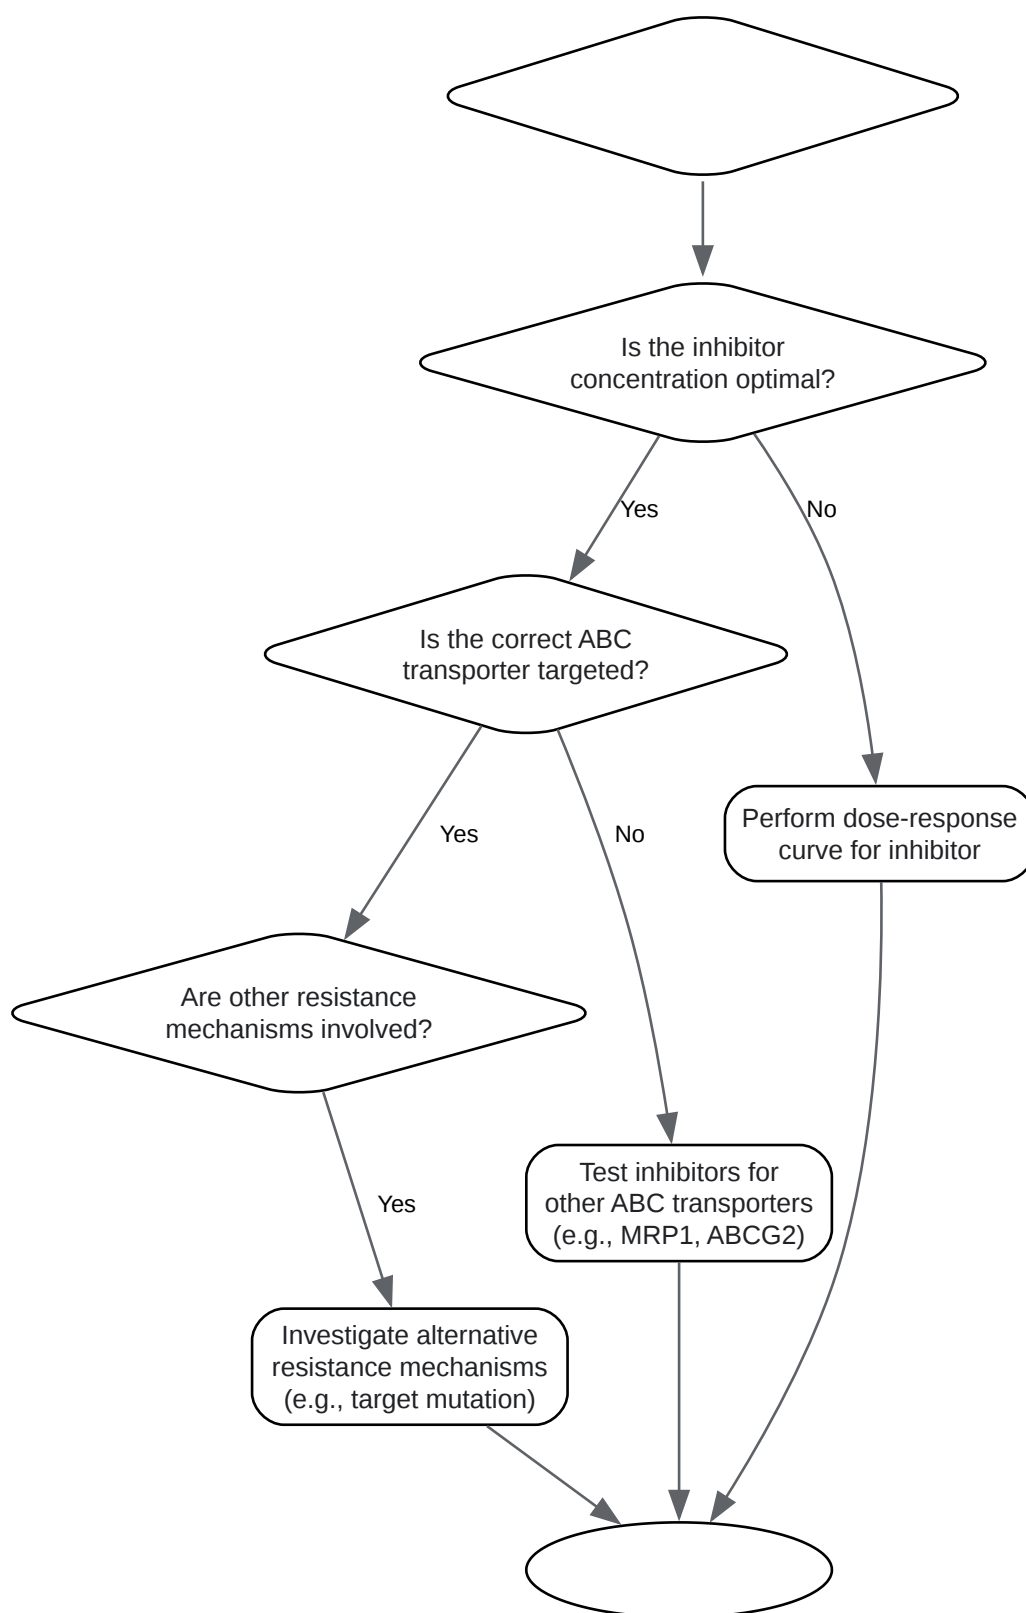 Is the inhibitor
concentration optimal?
Yes
No
Is the correct ABC
transporter targeted?
Yes
No
Perform dose-response
curve for inhibitor
Are other resistance
mechanisms involved?
Yes
Test inhibitors for
other ABC transporters
(e.g., MRP1, ABCG2)
Investigate alternative
resistance mechanisms
(e.g., target mutation)